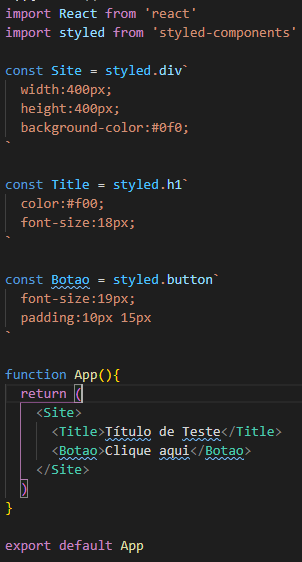 import React from 'react'
import styled from 'styled-components'
const Site = styled.div`
width:400px;
height:400px;
background-color:#0f0;
`
const Title = styled.h1`
color:#f00;
font-size:18px;
`
const Botao = styled.button`
font-size:19px;
padding:10px 15px
`
function App(){
return (
<Site>
<Title>Título de Teste</Title>
<Botao>Clique aqui</Botao>
</Site>
)
}
export default App